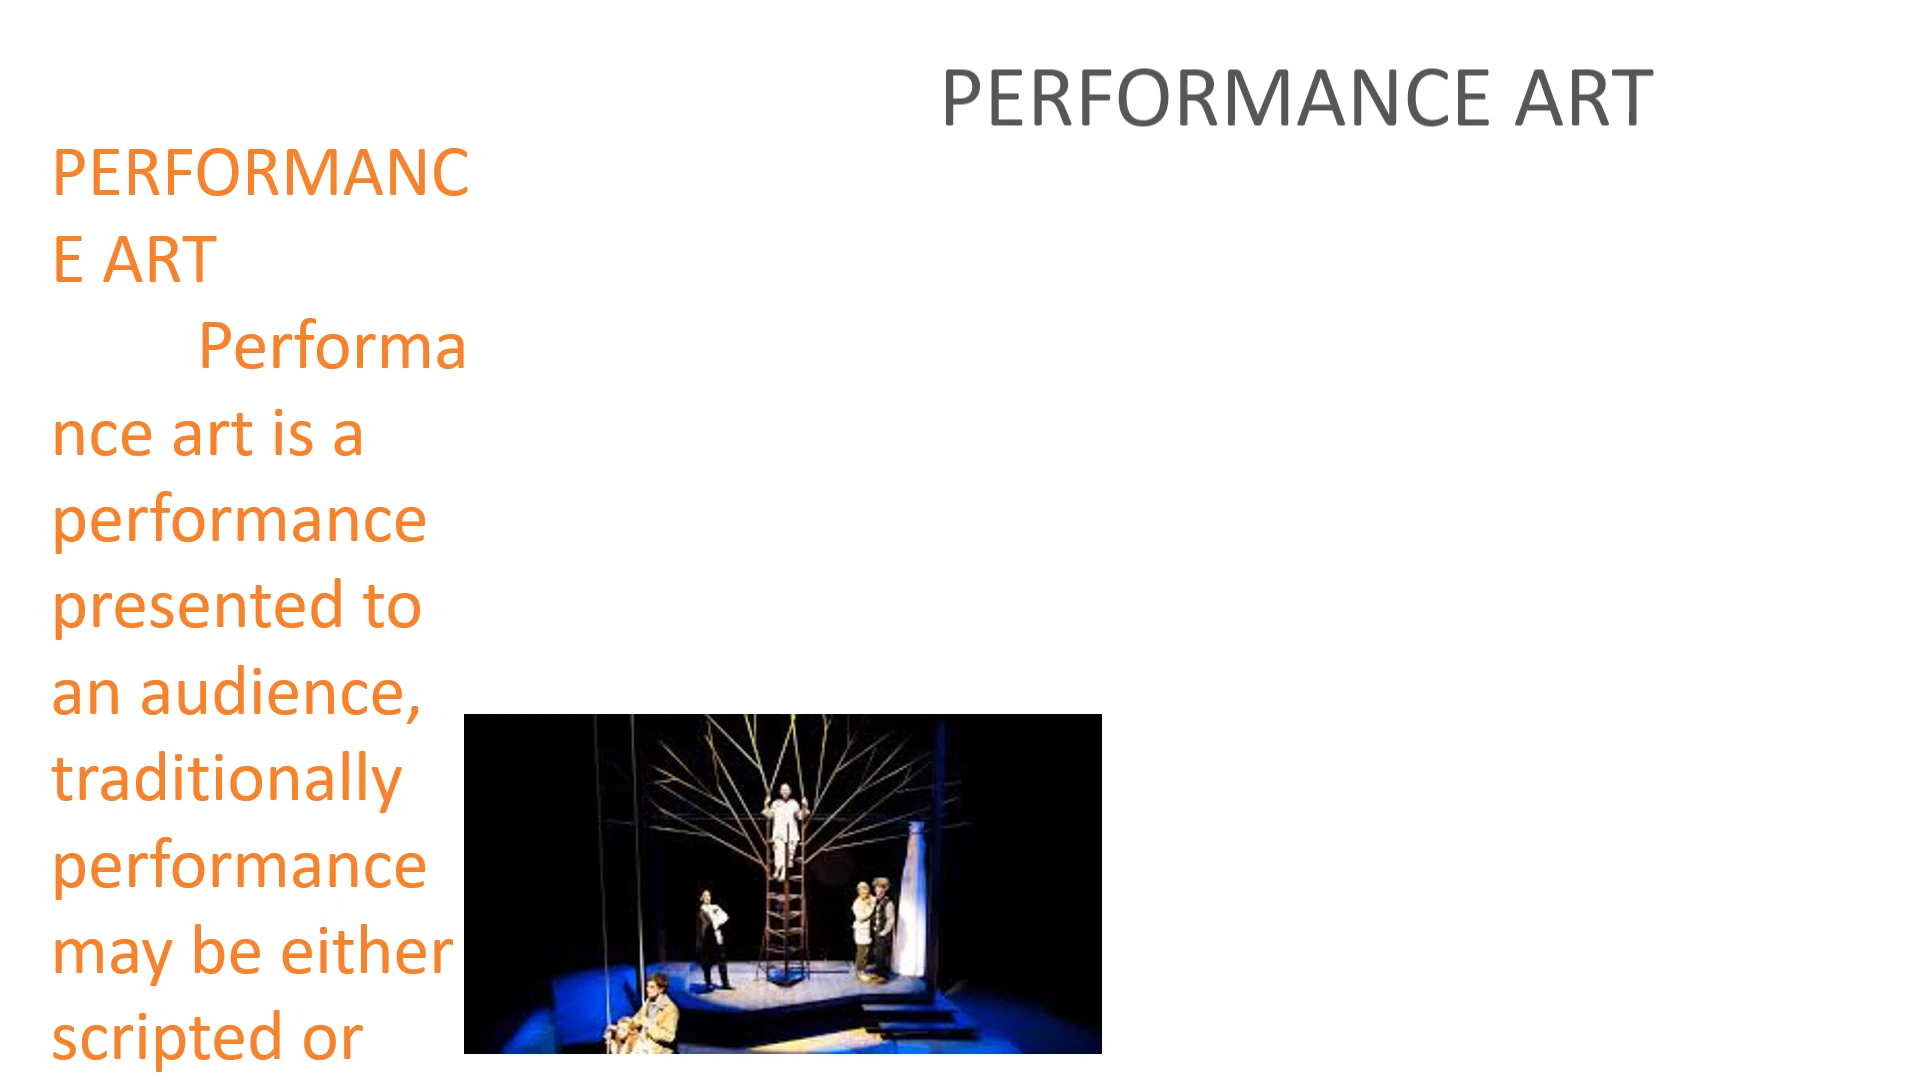 PERFORMANCE ART
PERFORMANC
E ART
Performa
nce art is a
performance
presented to
an audience,
traditionally
performance
may be either
scripted or